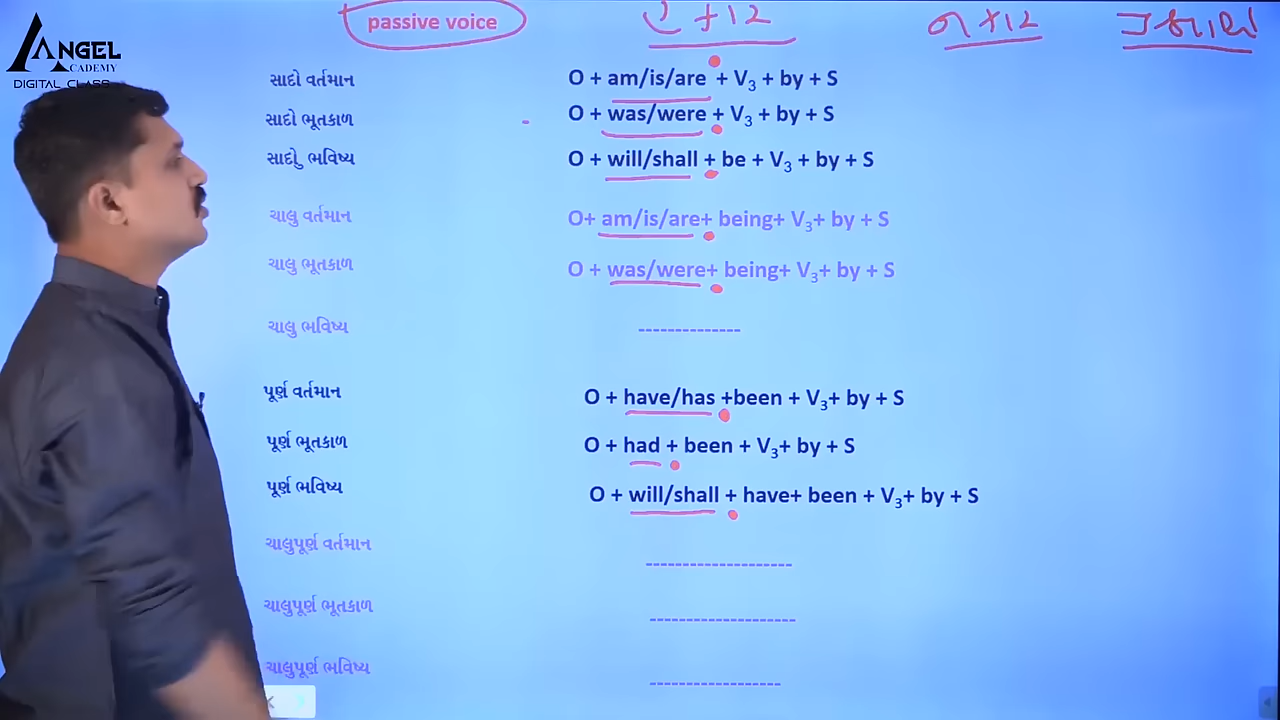 ANGEL
ACADEMY
DIGITAL CLASS
passive voice
સાદો વર્તમાન O + am/is/are + V3 + by + S
સાદો ભૂતકાળ O + was/were + V3 + by + S
સાદો ભવિષ્ય O + will/shall + be + V3 + by + S
ચાલુ વર્તમાન O+ am/is/are+ being+ V3+ by + S
ચાલુ ભૂતકાળ O + was/were+ being+ V3+ by + S
ચાલુ ભવિષ્ય --------------
પૂર્ણ વર્તમાન O + have/has +been + V3+ by + S
પૂર્ણ ભૂતકાળ O + had + been + V3+ by + S
પૂર્ણ ભવિષ્ય O + will/shall + have+ been + V3+ by + S
ચાલુપૂર્ણ વર્તમાન --------------------
ચાલુપૂર્ણ ભૂતકાળ --------------------
ચાલુપૂર્ણ ભવિષ્ય ------------------